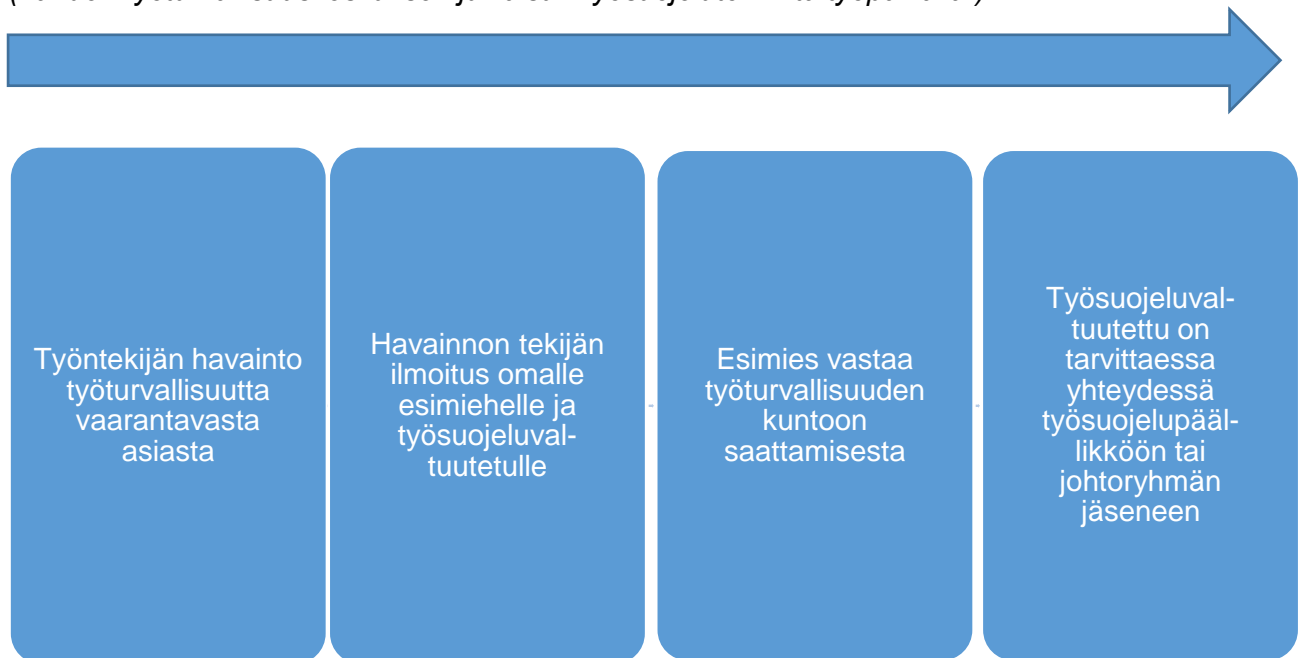 Työntekijän havainto
työturvallisuutta
vaarantavasta
asiasta
Havainnon tekijän
ilmoitus omalle
esimiehelle ja
työsuojeluval-
tuutetulle
Esimies vastaa
työturvallisuuden
kuntoon
saattamisesta
Työsuojeluval-
tuutettu on
tarvittaessa
yhteydessä
työsuojelupääl-
likköön tai
johtoryhmän
jäseneen